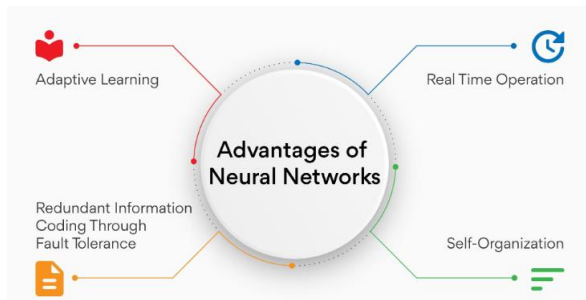 Adaptive Learning
Real Time Operation
Advantages of
Neural Networks
Redundant Information
Coding Through
Fault Tolerance
Self-Organization